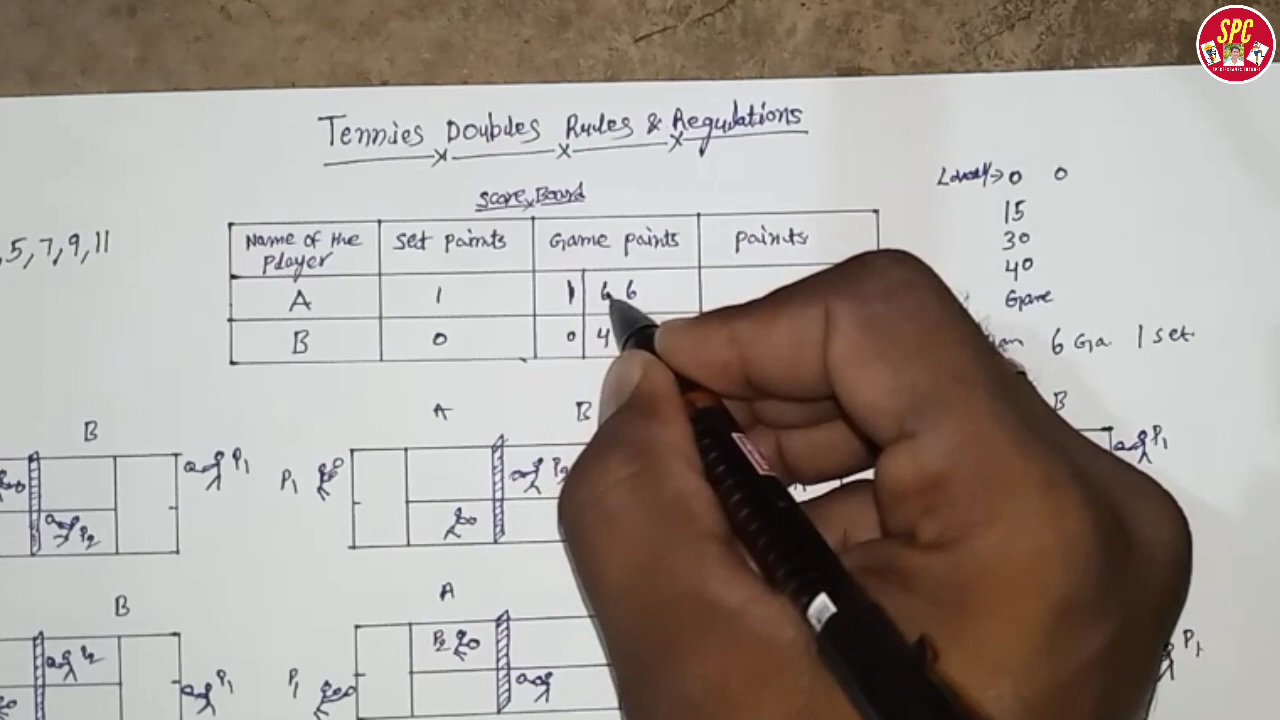 SPC
Tennies Doubles Rules & Regulations
Score Board
Name of the player
Set points
Game points
points
A
1
1 6 6
B
0
0 4
0 0
15
30
40
Game
6 Ga 1 set
5, 7, 9, 11
B
P1
P2
A
B
P1
P2
B
P1
B
P2
P1
A
P1
P2
P1